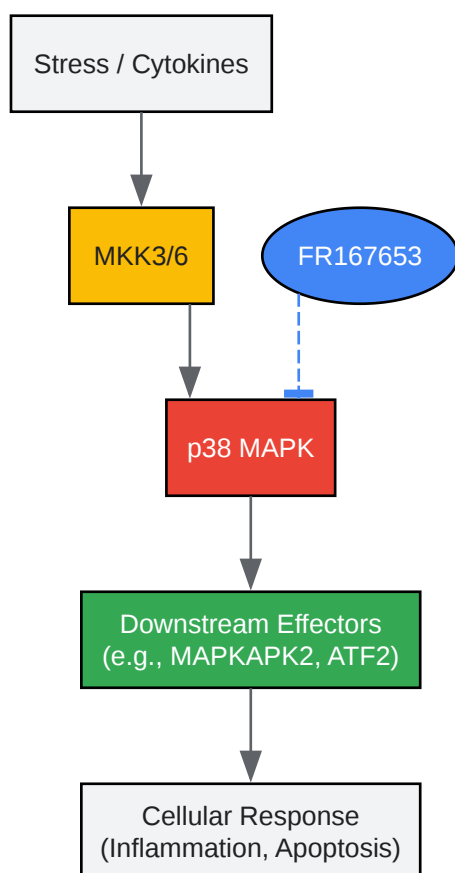 Stress / Cytokines
MKK3/6
FR167653
p38 MAPK
Downstream Effectors
(e.g., MAPKAPK2, ATF2)
Cellular Response
(Inflammation, Apoptosis)